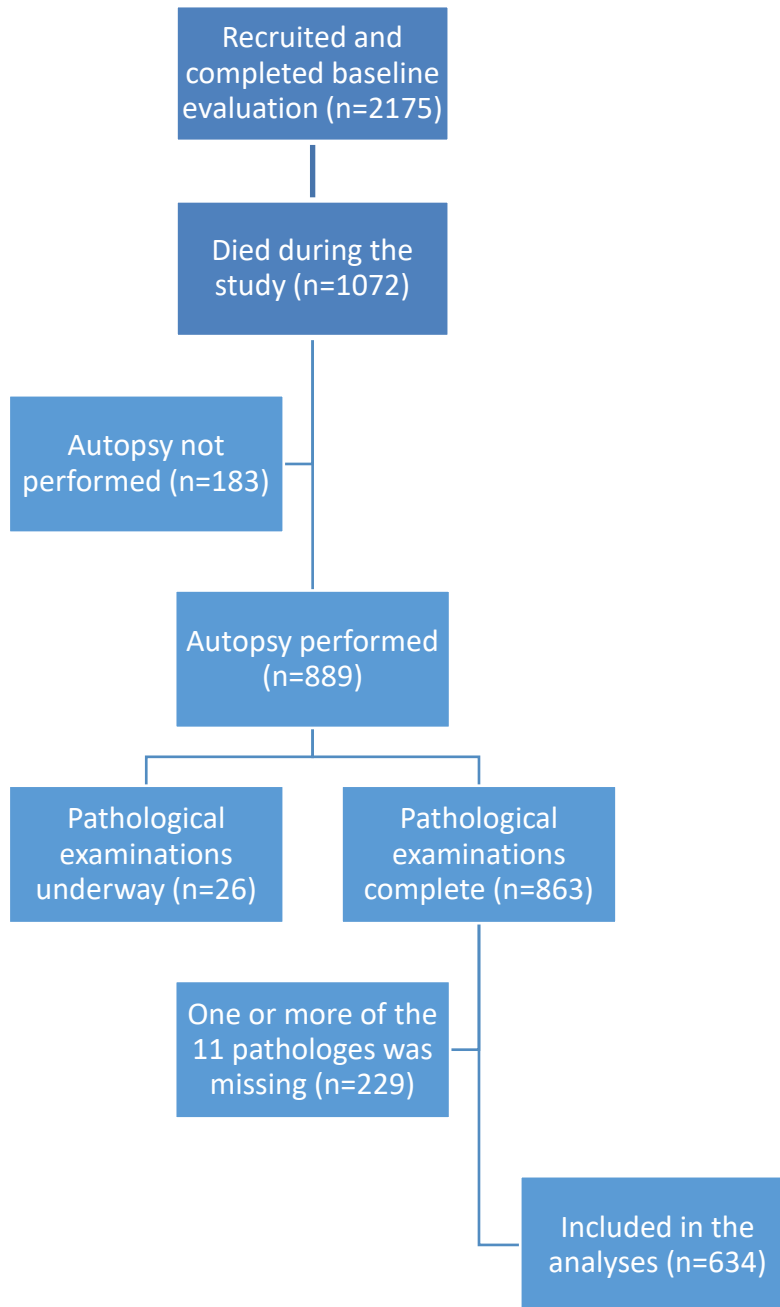 Recruited and
completed baseline
evaluation (n=2175)
Died during the
study (n=1072)
Autopsy not
performed (n=183)
Autopsy performed
(n=889)
Pathological
examinations
underway (n=26)
Pathological
examinations
complete (n=863)
One or more of the
11 pathologes was
missing (n=229)
Included in the
analyses (n=634)